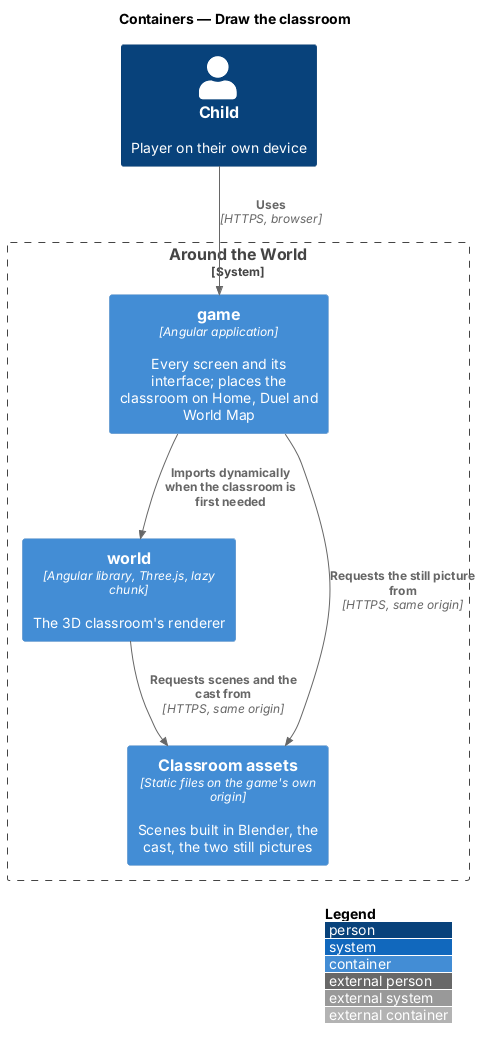 Containers — Draw the classroom
Child
Player on their own device
Uses
[HTTPS, browser]
Around the World
[System]
game
[Angular application]
Every screen and its
interface; places the
classroom on Home, Duel and
World Map
Imports dynamically
when the classroom is
first needed
world
[Angular library, Three.js, lazy
chunk]
The 3D classroom's renderer
Requests the still picture
from
[HTTPS, same origin]
Requests scenes and the
cast from
[HTTPS, same origin]
Classroom assets
[Static files on the game's own
origin]
Scenes built in Blender, the
cast, the two still pictures
Legend
person
system
container
external person
external system
external container